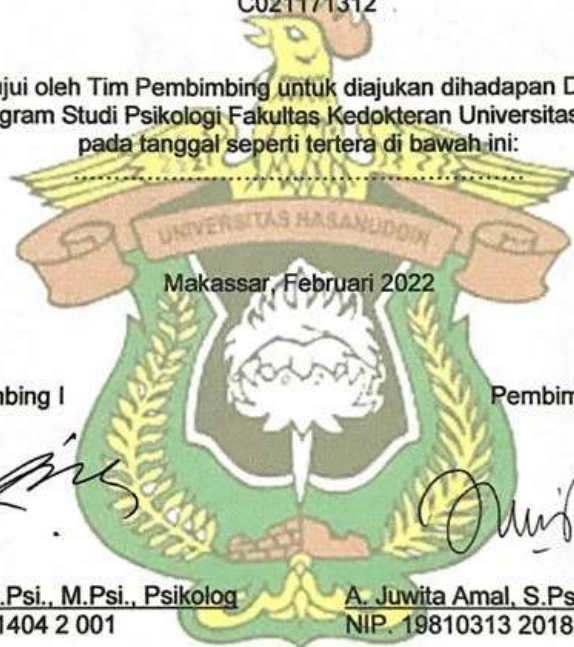 C021171312
ujui oleh Tim Pembimbing untuk diajukan dihadapan D
gram Studi Psikologi Fakultas Kedokteran Universitas
pada tanggal seperti tertera di bawah ini:
UNIVERSITAS HASANUDDIN
Makassar, Februari 2022
nbing I Pembim
.Psi., M.Psi., Psikolog A. Juwita Amal, S.Ps
1404 2 001 NIP. 19810313 2018